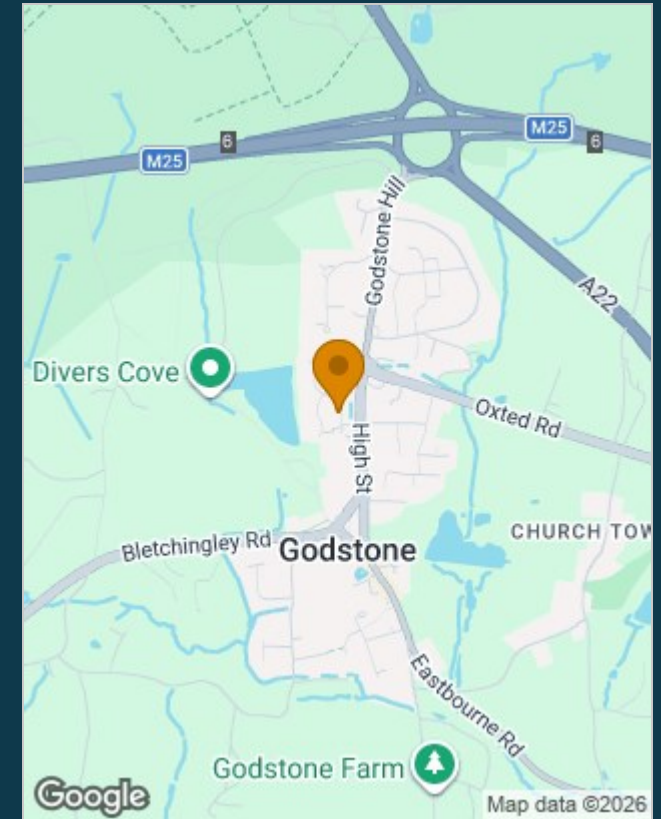 6
M25
M25
6
Godstone Hill
A22
Divers Cove
Oxted Rd
High St
CHURCH TOW
Bletchingley Rd
Godstone
Eastbourne Rd
Godstone Farm
Google
Map data ©2026